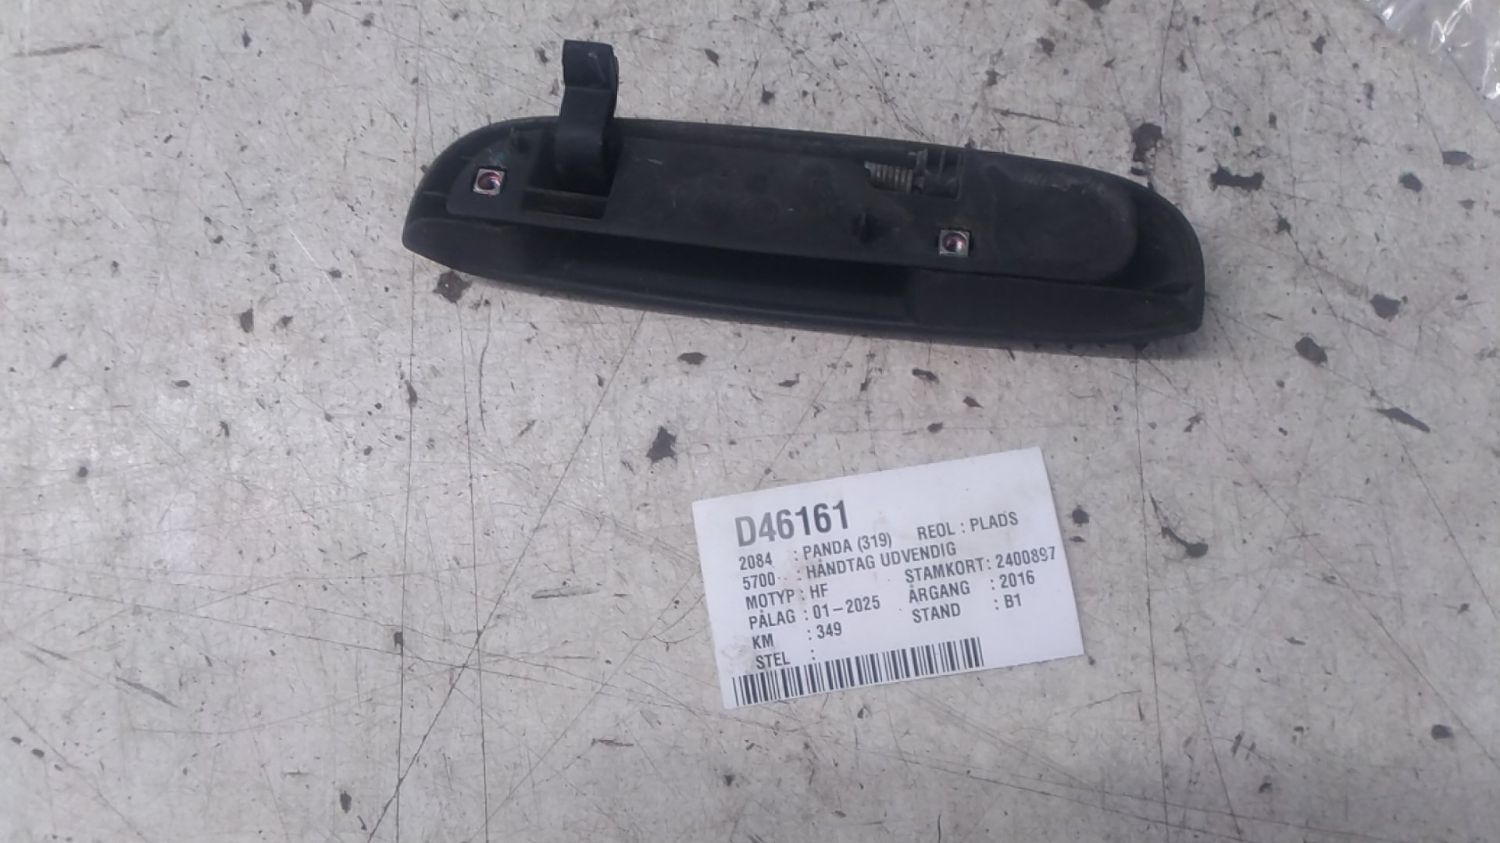 D46161
2084 : PANDA (319) REOL : PLADS
5700 : HÅNDTAG UDVENDIG
MOTYP : HF STAMKORT : 2400897
PÅLAG : 01-2025 ÅRGANG : 2016
KM : 349 STAND : B1
STEL :